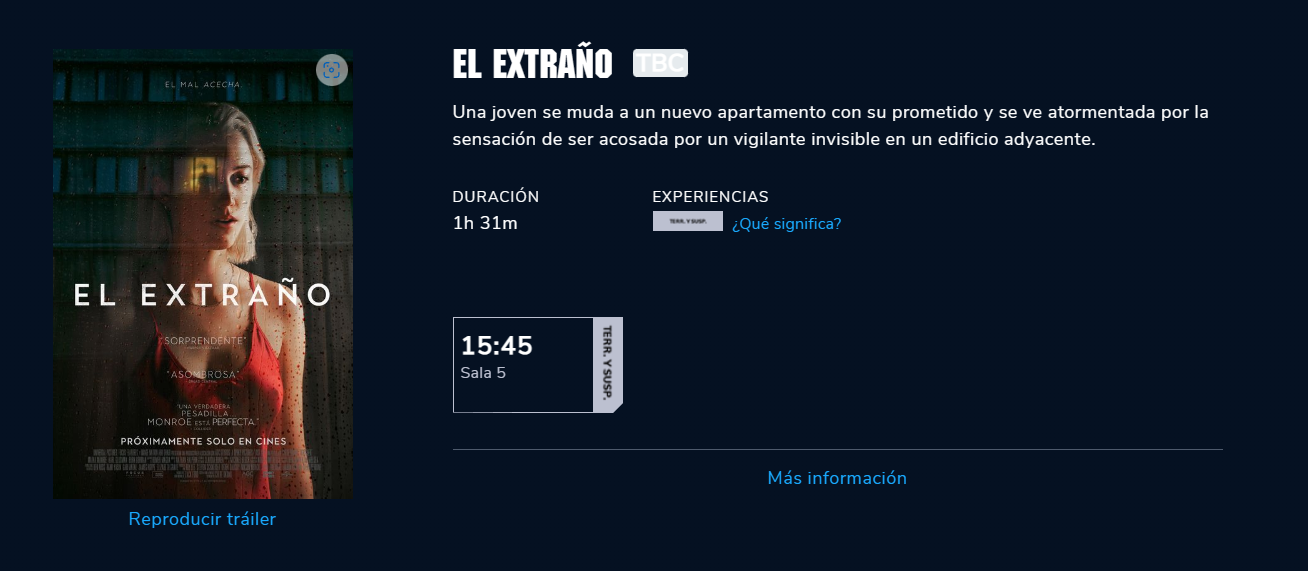 EL MAL ACECHA.
EL EXTRAÑO
"SORPRENDENTE"
"ASOMBROSA"
"UNA VERDADERA
PESADILLA
MONROE ESTÁ PERFECTA."
PRÓXIMAMENTE SOLO EN CINES
Reproducir tráiler
EL EXTRAÑO TBC
Una joven se muda a un nuevo apartamento con su prometido y se ve atormentada por la
sensación de ser acosada por un vigilante invisible en un edificio adyacente.
DURACIÓN
1h 31m
EXPERIENCIAS
TERR. Y SUSP. ¿Qué significa?
15:45
Sala 5
TERR. Y SUSP.
Más información